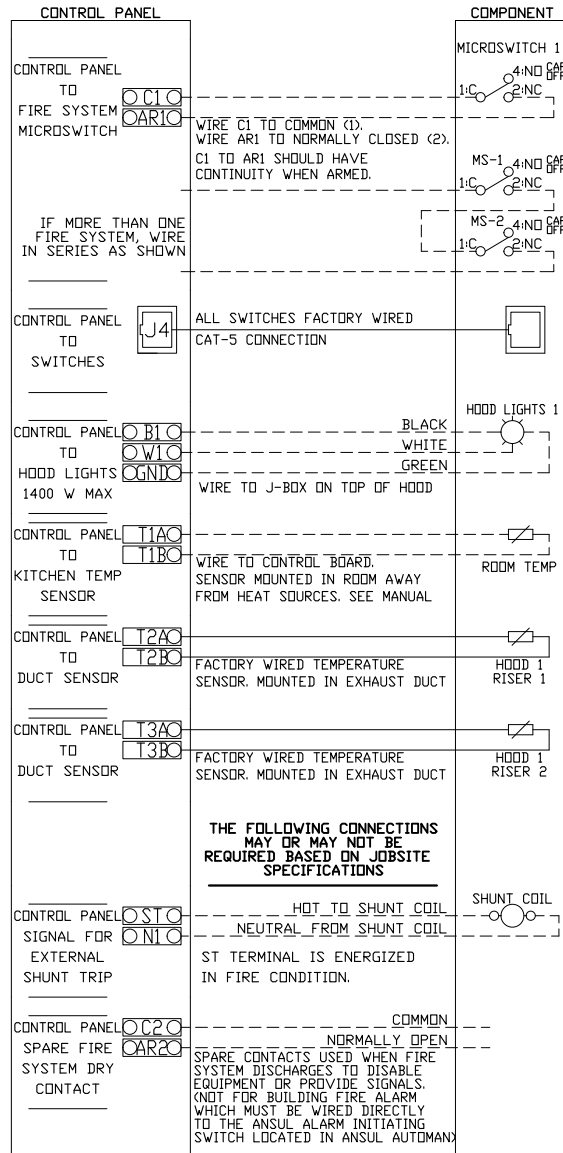 CONTROL PANEL
COMPONENT
MICROSWITCH 1
CONTROL PANEL
TO
FIRE SYSTEM
MICROSWITCH
C1
AR1
WIRE C1 TO COMMON (1).
WIRE AR1 TO NORMALLY CLOSED (2).
C1 TO AR1 SHOULD HAVE
CONTINUITY WHEN ARMED.
1:C
4:NO
2:NC
MS-1
1:C
4:NO
2:NC
MS-2
1:C
4:NO
2:NC
IF MORE THAN ONE
FIRE SYSTEM, WIRE
IN SERIES AS SHOWN
CONTROL PANEL
TO
SWITCHES
J4
ALL SWITCHES FACTORY WIRED
CAT-5 CONNECTION
HOOD LIGHTS 1
CONTROL PANEL
TO
HOOD LIGHTS
1400 W MAX
B1
W1
GND
BLACK
WHITE
GREEN
WIRE TO J-BOX ON TOP OF HOOD
CONTROL PANEL
TO
KITCHEN TEMP
SENSOR
T1A
T1B
WIRE TO CONTROL BOARD.
SENSOR MOUNTED IN ROOM AWAY
FROM HEAT SOURCES. SEE MANUAL
ROOM TEMP
CONTROL PANEL
TO
DUCT SENSOR
T2A
T2B
FACTORY WIRED TEMPERATURE
SENSOR. MOUNTED IN EXHAUST DUCT
HOOD 1
RISER 1
CONTROL PANEL
TO
DUCT SENSOR
T3A
T3B
FACTORY WIRED TEMPERATURE
SENSOR. MOUNTED IN EXHAUST DUCT
HOOD 1
RISER 2
THE FOLLOWING CONNECTIONS
MAY OR MAY NOT BE
REQUIRED BASED ON JOBSITE
SPECIFICATIONS
CONTROL PANEL
SIGNAL FOR
EXTERNAL
SHUNT TRIP
ST
N1
HOT TO SHUNT COIL
NEUTRAL FROM SHUNT COIL
ST TERMINAL IS ENERGIZED
IN FIRE CONDITION.
SHUNT COIL
CONTROL PANEL
SPARE FIRE
SYSTEM DRY
CONTACT
C2
AR2
COMMON
NORMALLY OPEN
SPARE CONTACTS USED WHEN FIRE
SYSTEM DISCHARGES TO DISABLE
EQUIPMENT OR PROVIDE SIGNALS.
(NOT FOR BUILDING FIRE ALARM
WHICH MUST BE WIRED DIRECTLY
TO THE ANSUL ALARM INITIATING
SWITCH LOCATED IN ANSUL AUTOMAN)